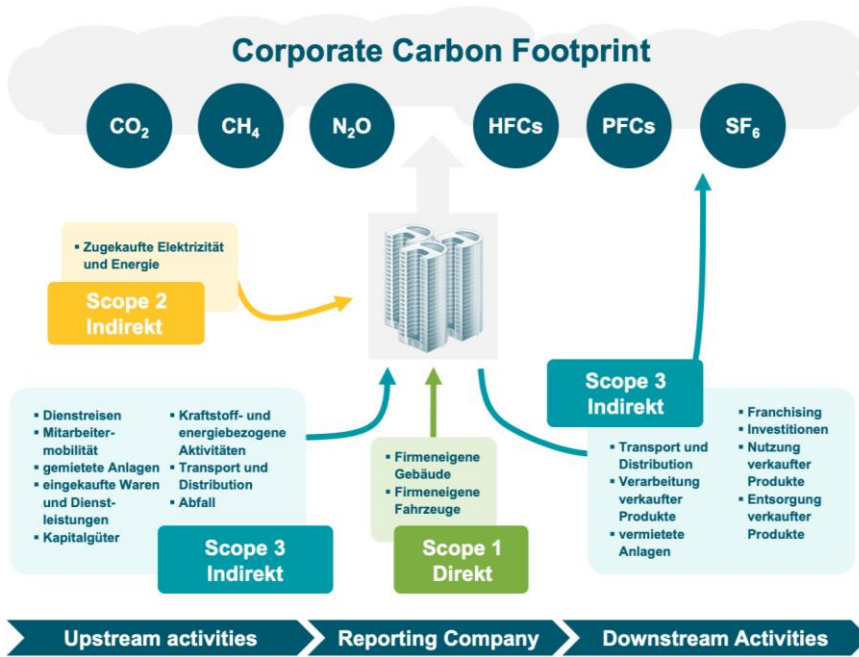 Corporate Carbon Footprint
CO₂
CH₄
N₂O
HFCs
PFCs
SF₆
▪ Zugekaufte Elektrizität
und Energie
Scope 2
Indirekt
▪ Dienstreisen
▪ Mitarbeiter-
mobilität
▪ gemietete Anlagen
▪ eingekaufte Waren
und Dienst-
leistungen
▪ Kapitalgüter
▪ Kraftstoff- und
energiebezogene
Aktivitäten
▪ Transport und
Distribution
▪ Abfall
Scope 3
Indirekt
▪ Firmeneigene
Gebäude
▪ Firmeneigene
Fahrzeuge
Scope 1
Direkt
Scope 3
Indirekt
▪ Transport und
Distribution
▪ Verarbeitung
verkaufter
Produkte
▪ vermietete
Anlagen
▪ Franchising
▪ Investitionen
▪ Nutzung
verkaufter
Produkte
▪ Entsorgung
verkaufter
Produkte
Upstream activities
Reporting Company
Downstream Activities